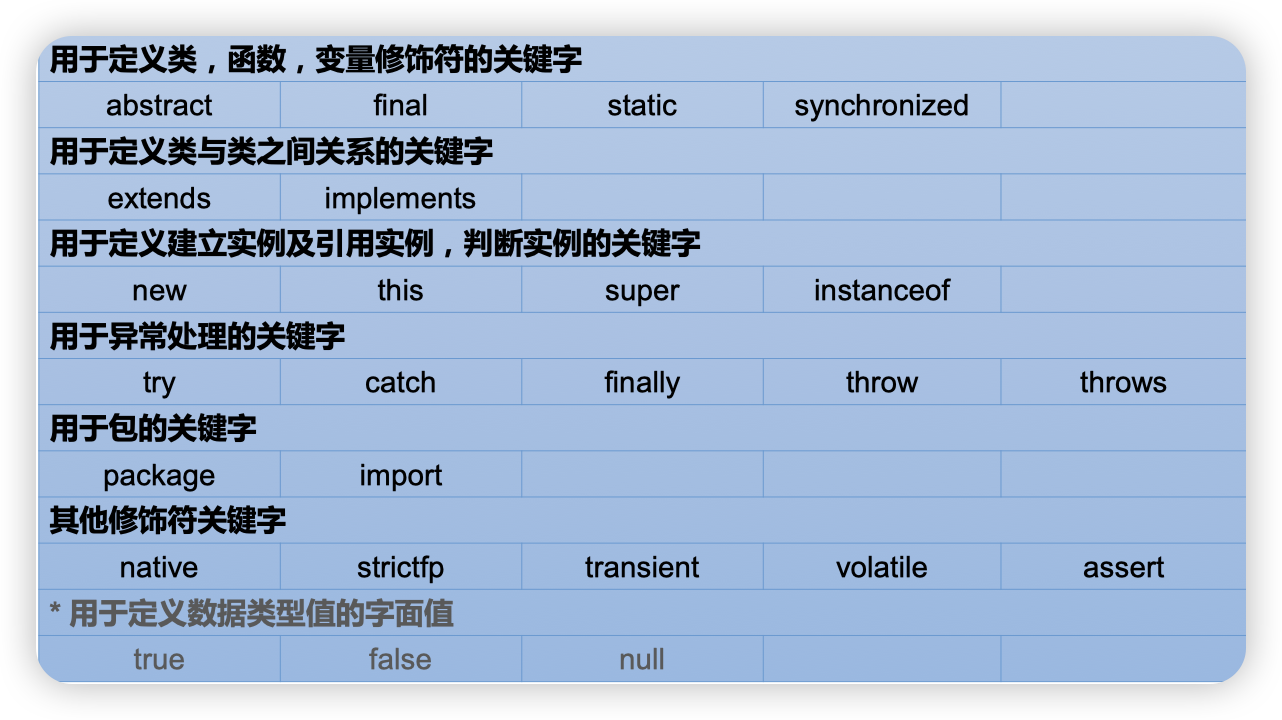 用于定义类，函数，变量修饰符的关键字
abstract final static synchronized
用于定义类与类之间关系的关键字
extends implements
用于定义建立实例及引用实例，判断实例的关键字
new this super instanceof
用于异常处理的关键字
try catch finally throw throws
用于包的关键字
package import
其他修饰符关键字
native strictfp transient volatile assert
* 用于定义数据类型值的字面值
true false null